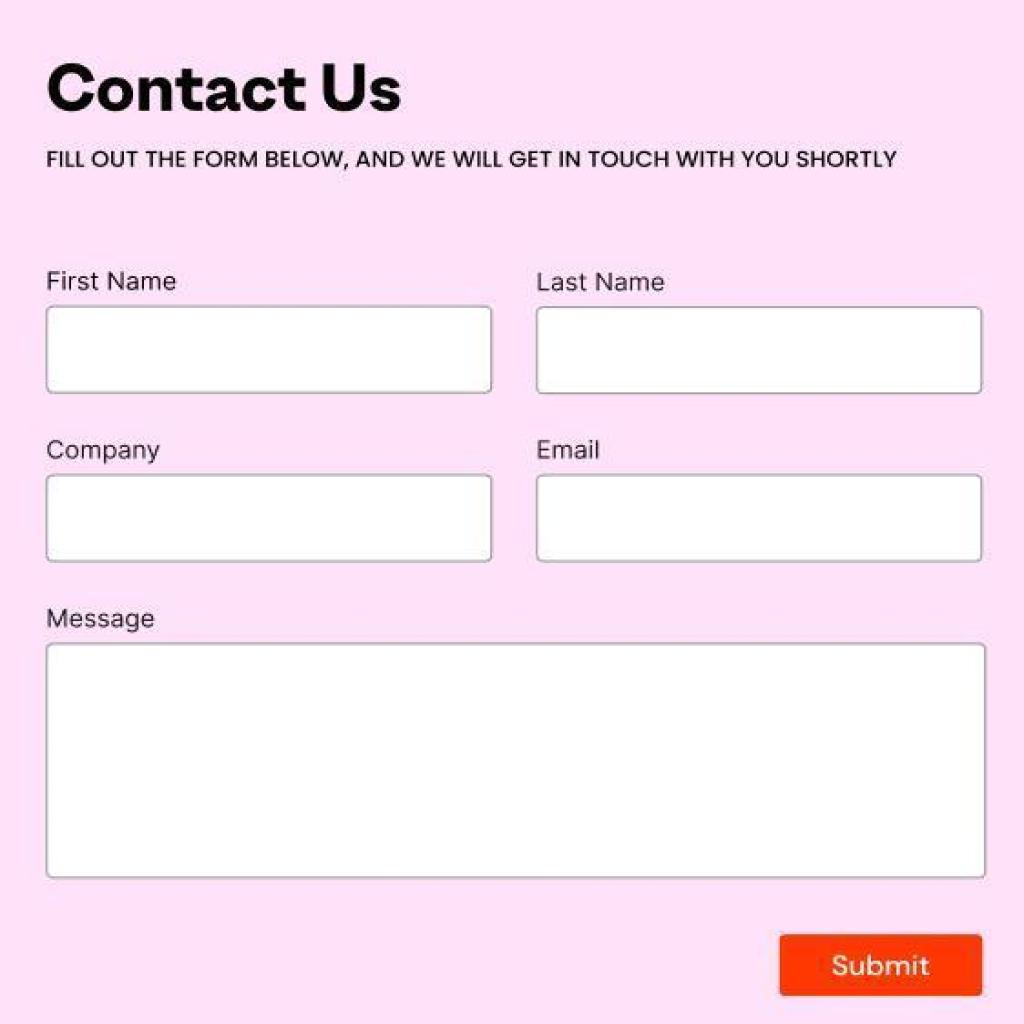 Contact Us
FILL OUT THE FORM BELOW, AND WE WILL GET IN TOUCH WITH YOU SHORTLY
First Name
Last Name
Company
Email
Message
Submit